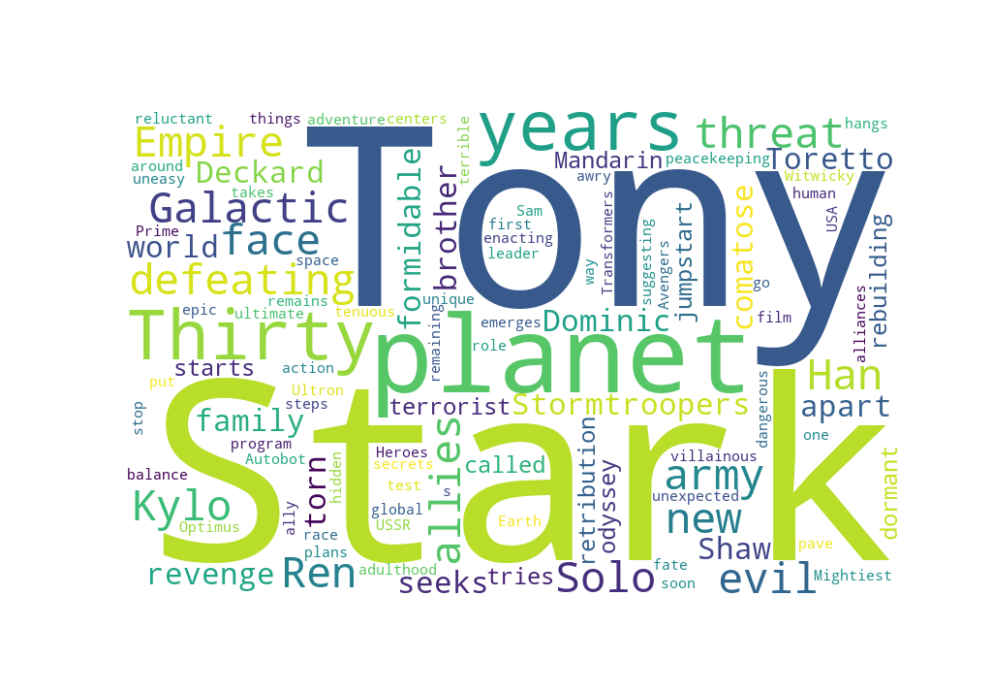 reluctant things adventure centers years threat hangs
Empire terrible Mandarin peacekeeping Toretto
around Deckard Tony awry Witwicky
uneasy takes formidable brother Transformers human
Galactic Sam suggesting jumpstart comatose USA
Prime face first enacting Avengers
world space leader way go rebuilding
defeating remains unique
epic ultimate tenuous emerges Dominic film alliances
Thirty remaining planet role
starts action Han
put Ultron terrorist Stormtroopers dangerous apart
stop steps family
program Heroes allies villainous one
balance Autobot torn hidden secrets called retribution odyssey army dormant
Kylo ally test s unexpected
Optimus global Stark new
race USSR Earth Shaw pave
plans fate
revenge Ren adulthood seeks tries Solo soon evil Mightiest